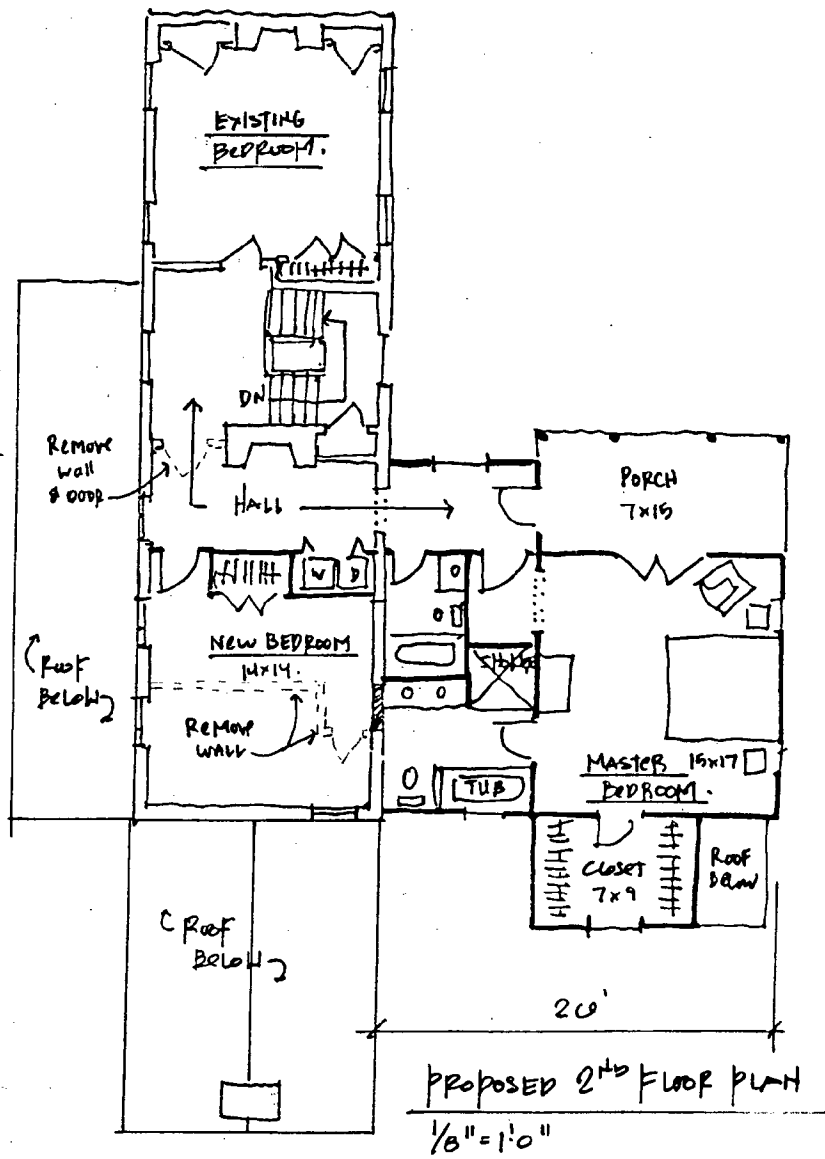 EXISTING
BEDROOM.
DN
Remove
wall
& DOOR
HALL
PORCH
7x15
W D
NEW BEDROOM
14x14
Roof
Below
Remove
WALL
MASTER 15x17
BEDROOM.
TUB
CLOSET
7x9
Roof
Below
Roof
Below
PROPOSED 2ND FLOOR PLAN
1/8"=1'0"